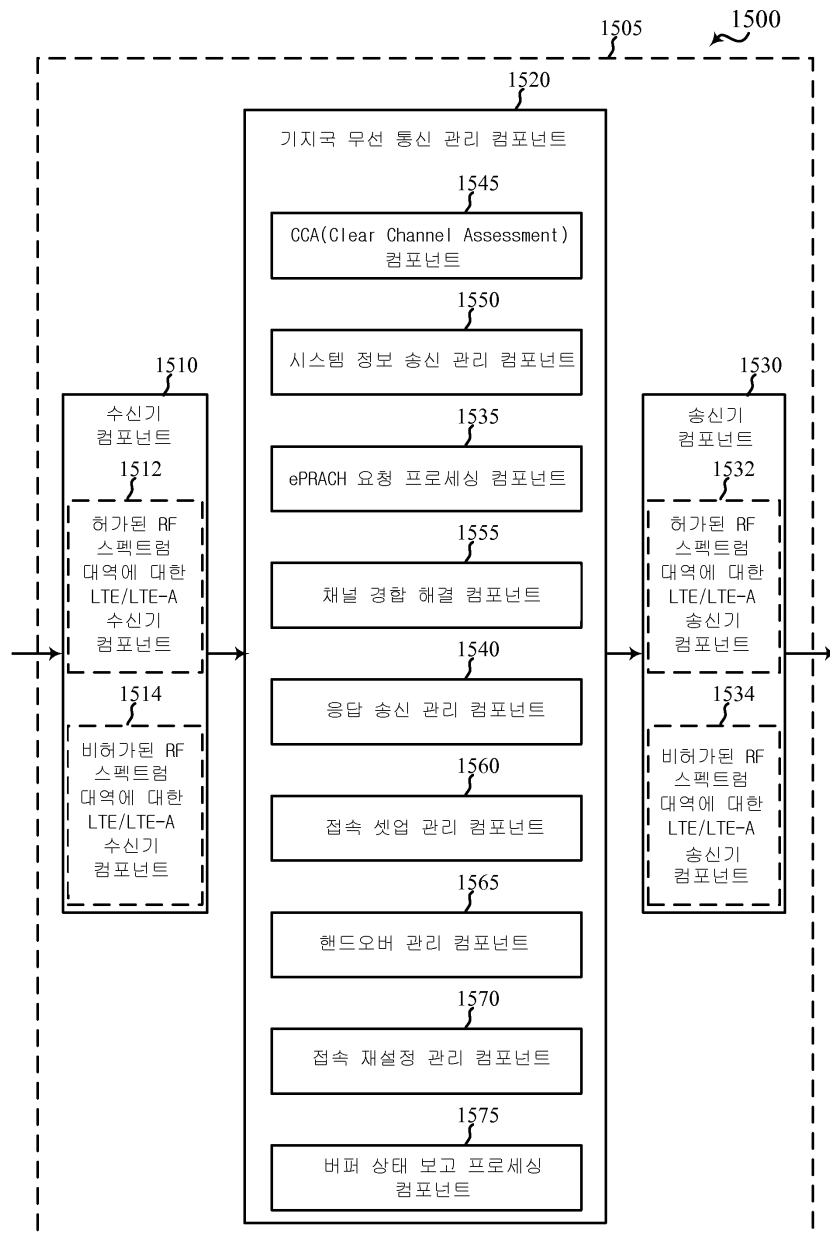 1500
1505
1520
기지국 무선 통신 관리 컴포넌트
1545
CCA(Clear Channel Assessment)
컴포넌트
1550
시스템 정보 송신 관리 컴포넌트
1535
ePRACH 요청 프로세싱 컴포넌트
1555
채널 경합 해결 컴포넌트
1540
응답 송신 관리 컴포넌트
1560
접속 셋업 관리 컴포넌트
1565
핸드오버 관리 컴포넌트
1570
접속 재설정 관리 컴포넌트
1575
버퍼 상태 보고 프로세싱
컴포넌트
1510
수신기
컴포넌트
1512
허가된 RF
스펙트럼
대역에 대한
LTE/LTE-A
수신기
컴포넌트
1514
비허가된 RF
스펙트럼
대역에 대한
LTE/LTE-A
수신기
컴포넌트
1530
송신기
컴포넌트
1532
허가된 RF
스펙트럼
대역에 대한
LTE/LTE-A
송신기
컴포넌트
1534
비허가된 RF
스펙트럼
대역에 대한
LTE/LTE-A
송신기
컴포넌트